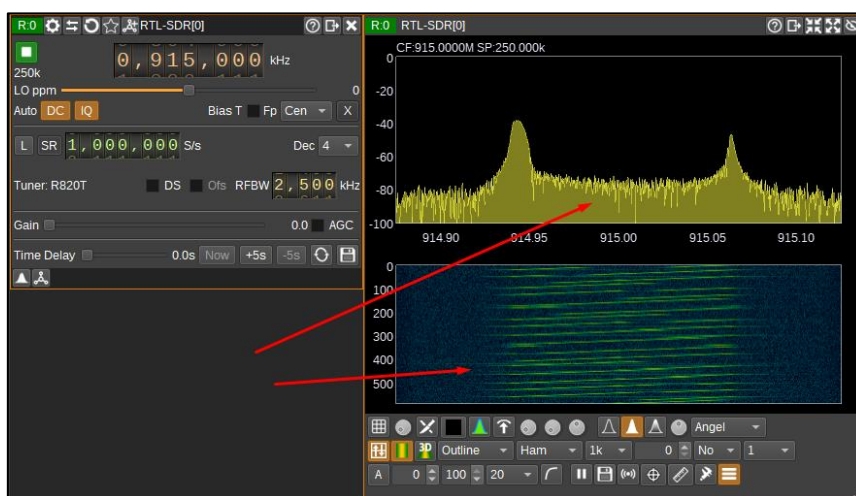 R:0 RTL-SDR[0]
250k
0,915,000 kHz
LO ppm 0
Auto DC IQ Bias T Fp Cen X
L SR 1,000,000 S/s Dec 4
Tuner: R820T DS Ofs RFBW 2,500 kHz
Gain 0.0 AGC
Time Delay 0.0s Now +5s -5s
R:0 RTL-SDR[0]
CF:915.0000M SP:250.000k
0
-20
-40
-60
-80
-100
914.90 914.95 915.00 915.05 915.10
0
100
200
300
400
500
Angel
3D Outline Ham 1k 0 No 1
A 0 100 20